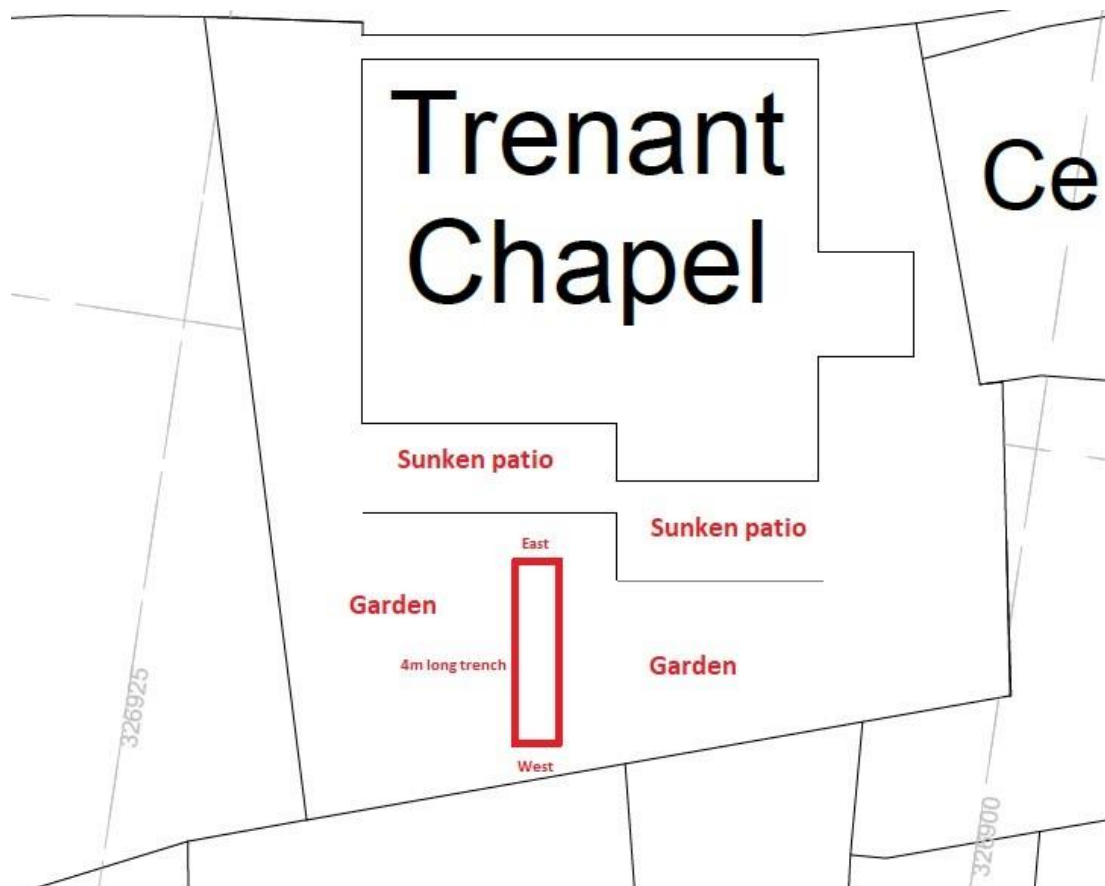 Trenant
Chapel
Ce
Sunken patio
Sunken patio
East
Garden
4m long trench
Garden
West
326925
326900